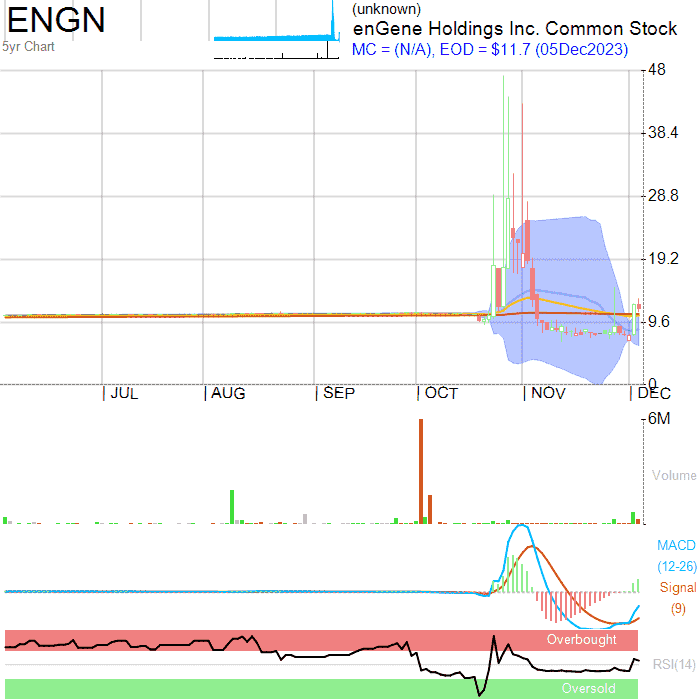 ENGN
5yr Chart
(unknown)
enGene Holdings Inc. Common Stock
MC = (N/A), EOD = $11.7 (05Dec2023)
48
38.4
28.8
19.2
9.6
0
JUL AUG SEP OCT NOV DEC
6M
Volume
MACD
(12-26)
Signal
(9)
Overbought
RSI(14)
Oversold